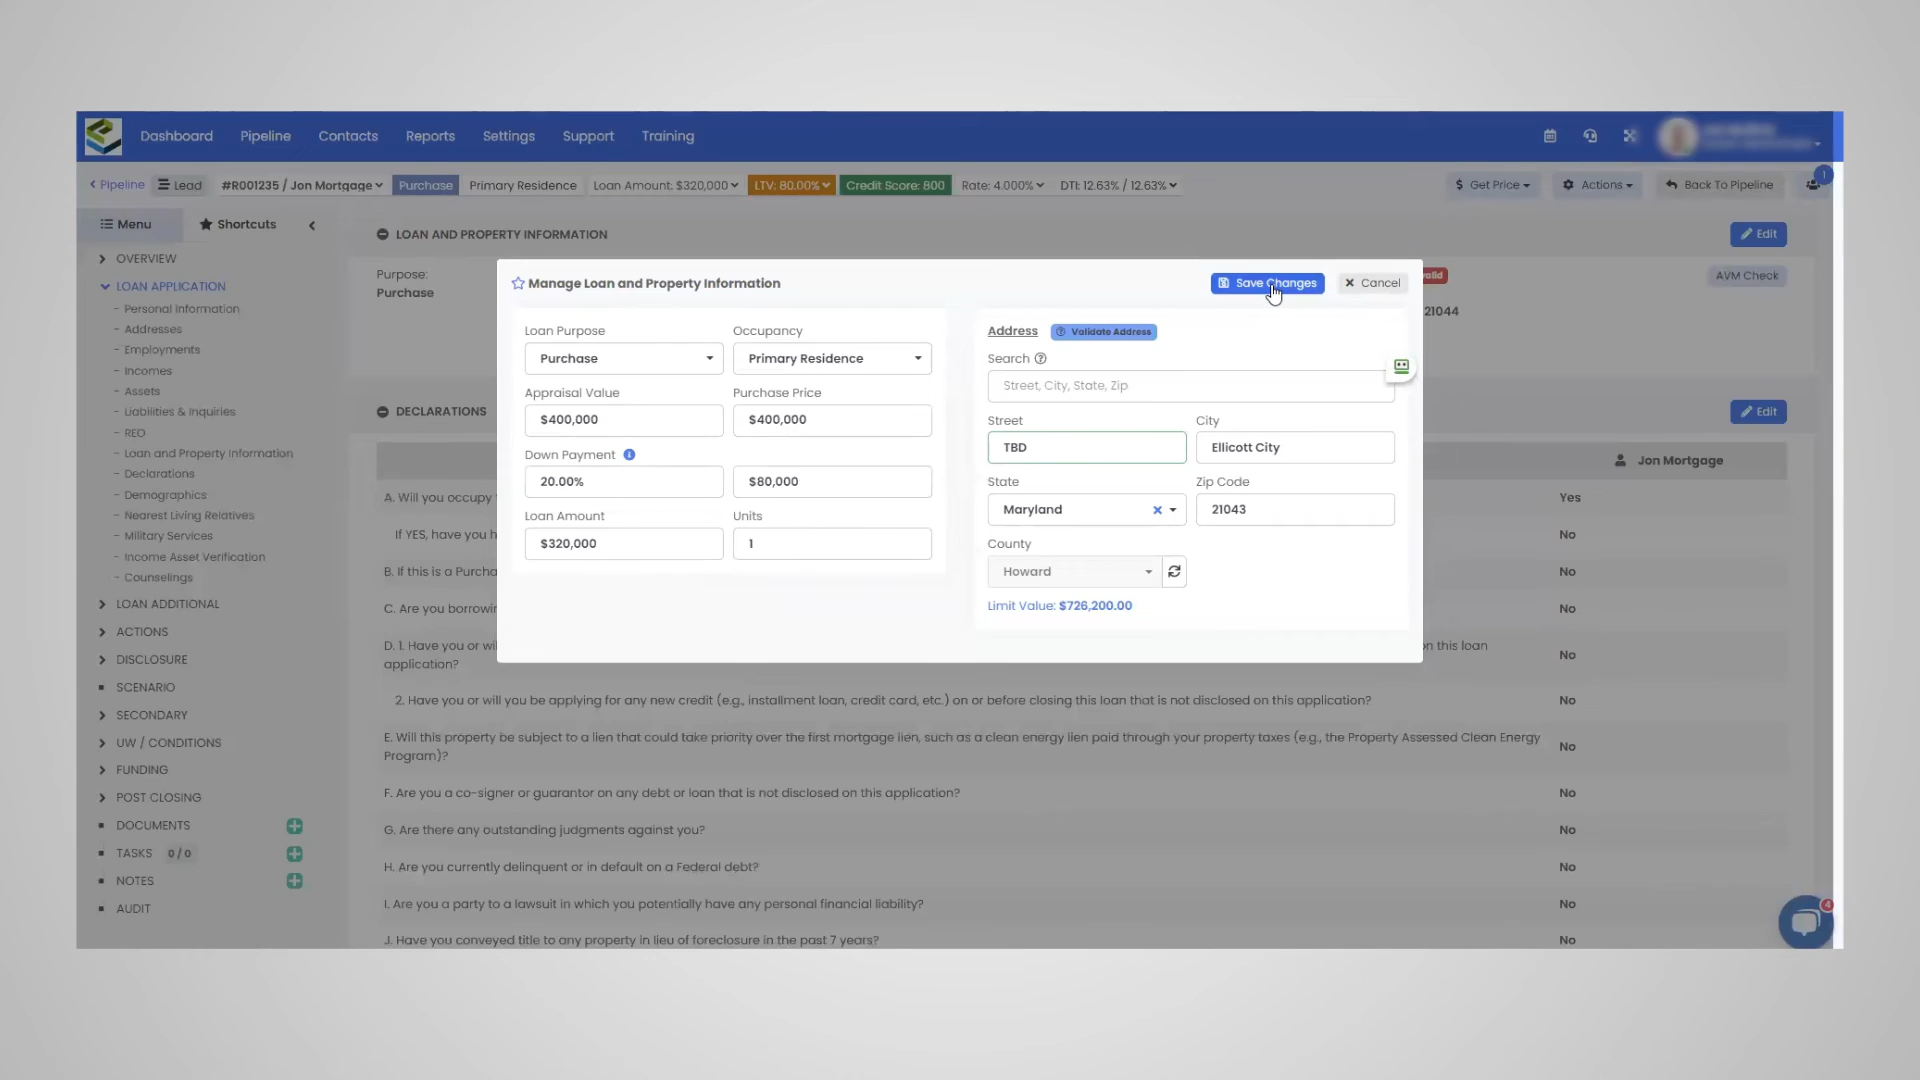 Dashboard Pipeline Contacts Reports Settings Support Training
Pipeline Lead #R001235 / Jon Mortgage Purchase Primary Residence Loan Amount: $320,000 LTV: 80.00% Credit Score: 800 Rate: 4.000% DTI: 12.63% / 12.63% $ Get Price Actions Back To Pipeline 1
Menu Shortcuts
OVERVIEW
LOAN APPLICATION
- Personal Information
- Addresses
- Employments
- Incomes
- Assets
- Liabilities & Inquiries
- REO
- Loan and Property Information
- Declarations
- Demographics
- Nearest Living Relatives
- Military Services
- Income Asset Verification
- Counselings
LOAN ADDITIONAL
ACTIONS
DISCLOSURE
SCENARIO
SECONDARY
UW / CONDITIONS
FUNDING
POST CLOSING
DOCUMENTS
TASKS 0 / 0
NOTES
AUDIT
LOAN AND PROPERTY INFORMATION Edit
Purpose:
Purchase
AVM Check
21044
Manage Loan and Property Information Save Changes Cancel
Loan Purpose Occupancy
Purchase Primary Residence
Appraisal Value Purchase Price
$400,000 $400,000
Down Payment
20.00% $80,000
Loan Amount Units
$320,000 1
Address Validate Address
Search
Street, City, State, Zip
Street City
TBD Ellicott City
State Zip Code
Maryland 21043
County
Howard
Limit Value: $726,200.00
DECLARATIONS Edit
Jon Mortgage
A. Will you occupy Yes
If YES, have you h No
B. If this is a Purcha No
C. Are you borrowin No
D. 1. Have you or wil on this loan
application? No
2. Have you or will you be applying for any new credit (e.g., installment loan, credit card, etc.) on or before closing this loan that is not disclosed on this application? No
E. Will this property be subject to a lien that could take priority over the first mortgage lien, such as a clean energy lien paid through your property taxes (e.g., the Property Assessed Clean Energy
Program)? No
F. Are you a co-signer or guarantor on any debt or loan that is not disclosed on this application? No
G. Are there any outstanding judgments against you? No
H. Are you currently delinquent or in default on a Federal debt? No
I. Are you a party to a lawsuit in which you potentially have any personal financial liability? No
J. Have you conveyed title to any property in lieu of foreclosure in the past 7 years? No
4